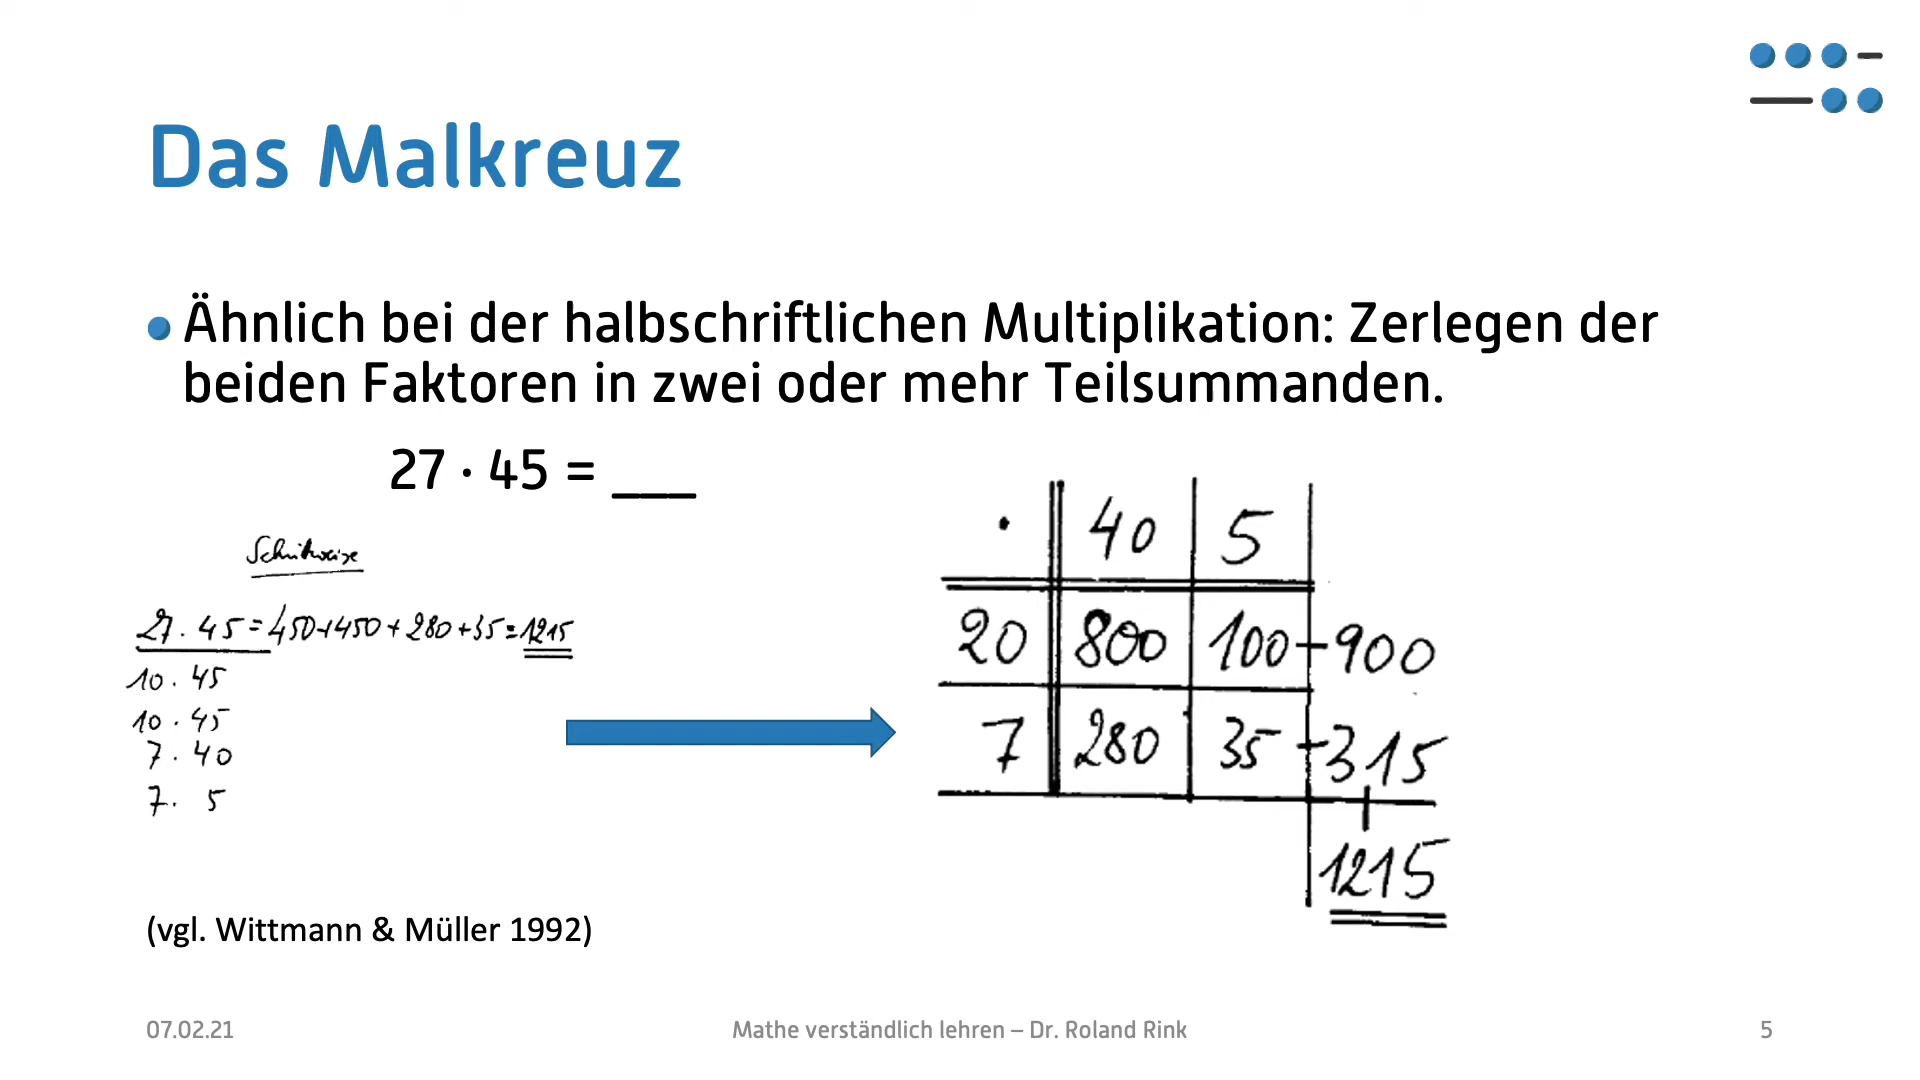 Das Malkreuz
Ähnlich bei der halbschriftlichen Multiplikation: Zerlegen der
beiden Faktoren in zwei oder mehr Teilsummanden.
27 · 45 = ___
27 · 45 = 450 + 450 + 280 + 35 = 1215
10 · 45
10 · 45
7 · 40
7 · 5
· 40 5
20 800 100 900
7 280 35 315
1215
(vgl. Wittmann & Müller 1992)
07.02.21
Mathe verständlich lehren – Dr. Roland Rink
5